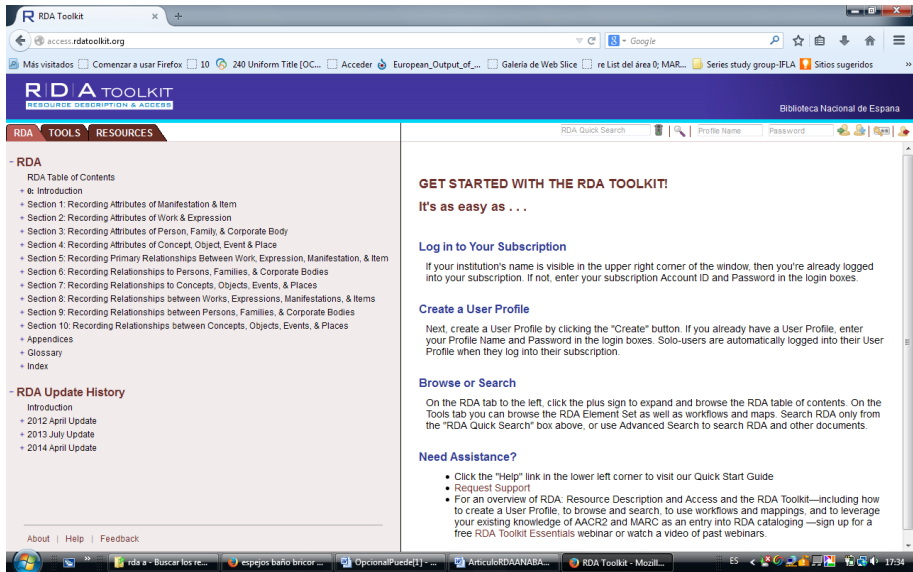 RDA Toolkit
access.rdatoolkit.org
Google
Más visitados Comenzar a usar Firefox 10 240 Uniform Title [OC... Acceder European_Output_of_... Galería de Web Slice re List del área 0; MAR... Series study group-IFLA Sitios sugeridos
R|D|A TOOLKIT
RESOURCE DESCRIPTION & ACCESS
Biblioteca Nacional de Espana
RDA TOOLS RESOURCES
RDA Quick Search Profile Name Password
- RDA
RDA Table of Contents
+ 0: Introduction
+ Section 1: Recording Attributes of Manifestation & Item
+ Section 2: Recording Attributes of Work & Expression
+ Section 3: Recording Attributes of Person, Family, & Corporate Body
+ Section 4: Recording Attributes of Concept, Object, Event & Place
+ Section 5: Recording Primary Relationships Between Work, Expression, Manifestation, & Item
+ Section 6: Recording Relationships to Persons, Families, & Corporate Bodies
+ Section 7: Recording Relationships to Concepts, Objects, Events, & Places
+ Section 8: Recording Relationships between Works, Expressions, Manifestations, & Items
+ Section 9: Recording Relationships between Persons, Families, & Corporate Bodies
+ Section 10: Recording Relationships between Concepts, Objects, Events, & Places
+ Appendices
+ Glossary
+ Index
- RDA Update History
Introduction
+ 2012 April Update
+ 2013 July Update
+ 2014 April Update
About | Help | Feedback
GET STARTED WITH THE RDA TOOLKIT!
It's as easy as . . .
Log in to Your Subscription
If your institution's name is visible in the upper right corner of the window, then you're already logged
into your subscription. If not, enter your subscription Account ID and Password in the login boxes.
Create a User Profile
Next, create a User Profile by clicking the "Create" button. If you already have a User Profile, enter
your Profile Name and Password in the login boxes. Solo-users are automatically logged into their User
Profile when they log into their subscription.
Browse or Search
On the RDA tab to the left, click the plus sign to expand and browse the RDA table of contents. On the
Tools tab you can browse the RDA Element Set as well as workflows and maps. Search RDA only from
the "RDA Quick Search" box above, or use Advanced Search to search RDA and other documents.
Need Assistance?
• Click the "Help" link in the lower left corner to visit our Quick Start Guide
• Request Support
• For an overview of RDA: Resource Description and Access and the RDA Toolkit—including how
to create a User Profile, to browse and search, to use workflows and mappings, and to leverage
your existing knowledge of AACR2 and MARC as an entry into RDA cataloging —sign up for a
free RDA Toolkit Essentials webinar or watch a video of past webinars.
rda a - Buscar los re... espejos baño bricor ... OpcionalPuede[1] - ... ArticuloRDAANABA... RDA Toolkit - Mozill... ES 17:34